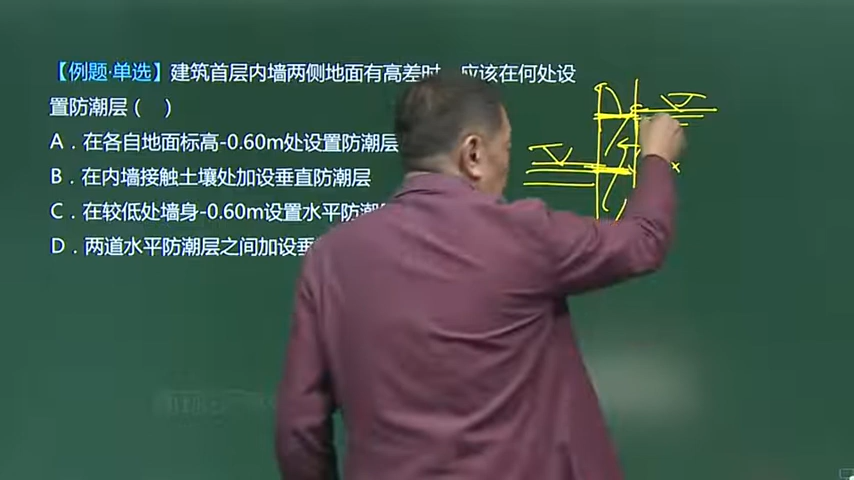 【例题·单选】建筑首层内墙两侧地面有高差时 应该在何处设
置防潮层( )
A．在各自地面标高-0.60m处设置防潮层
B．在内墙接触土壤处加设垂直防潮层
C．在较低处墙身-0.60m设置水平防潮
D．两道水平防潮层之间加设垂